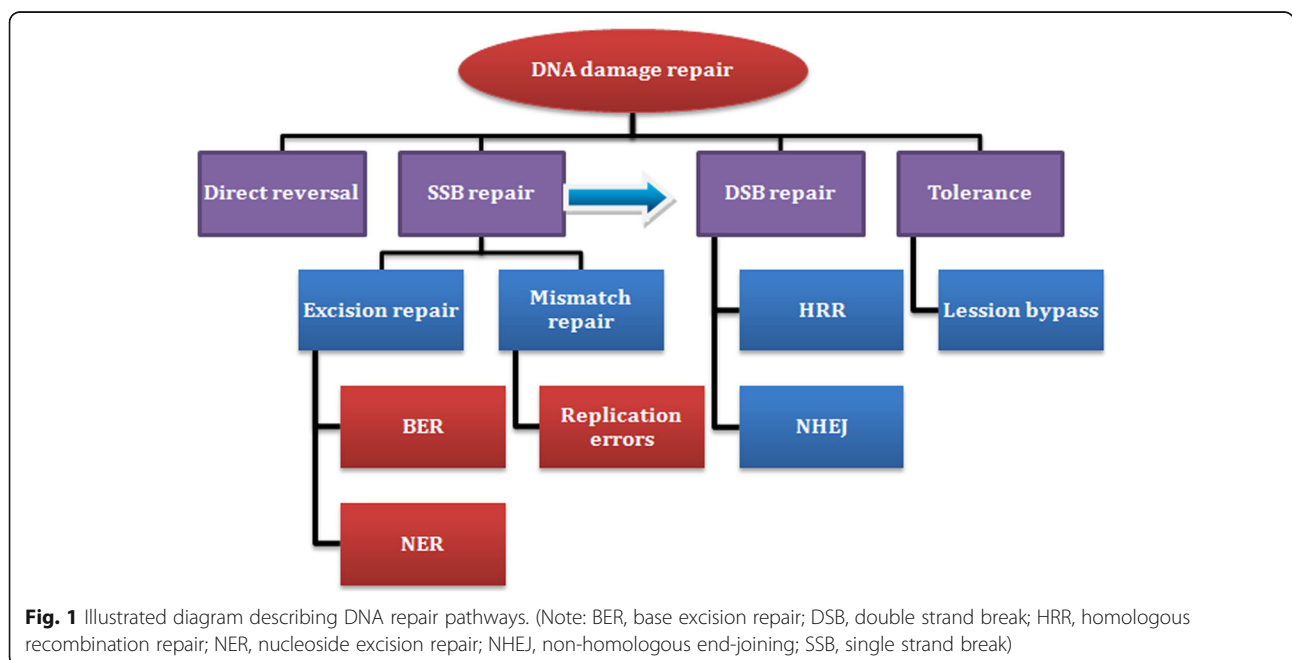 DNA damage repair
Direct reversal
SSB repair
DSB repair
Tolerance
Excision repair
Mismatch
repair
HRR
Lession bypass
BER
Replication
errors
NHEJ
NER
Fig. 1 Illustrated diagram describing DNA repair pathways. (Note: BER, base excision repair; DSB, double strand break; HRR, homologous
recombination repair; NER, nucleoside excision repair; NHEJ, non-homologous end-joining; SSB, single strand break)